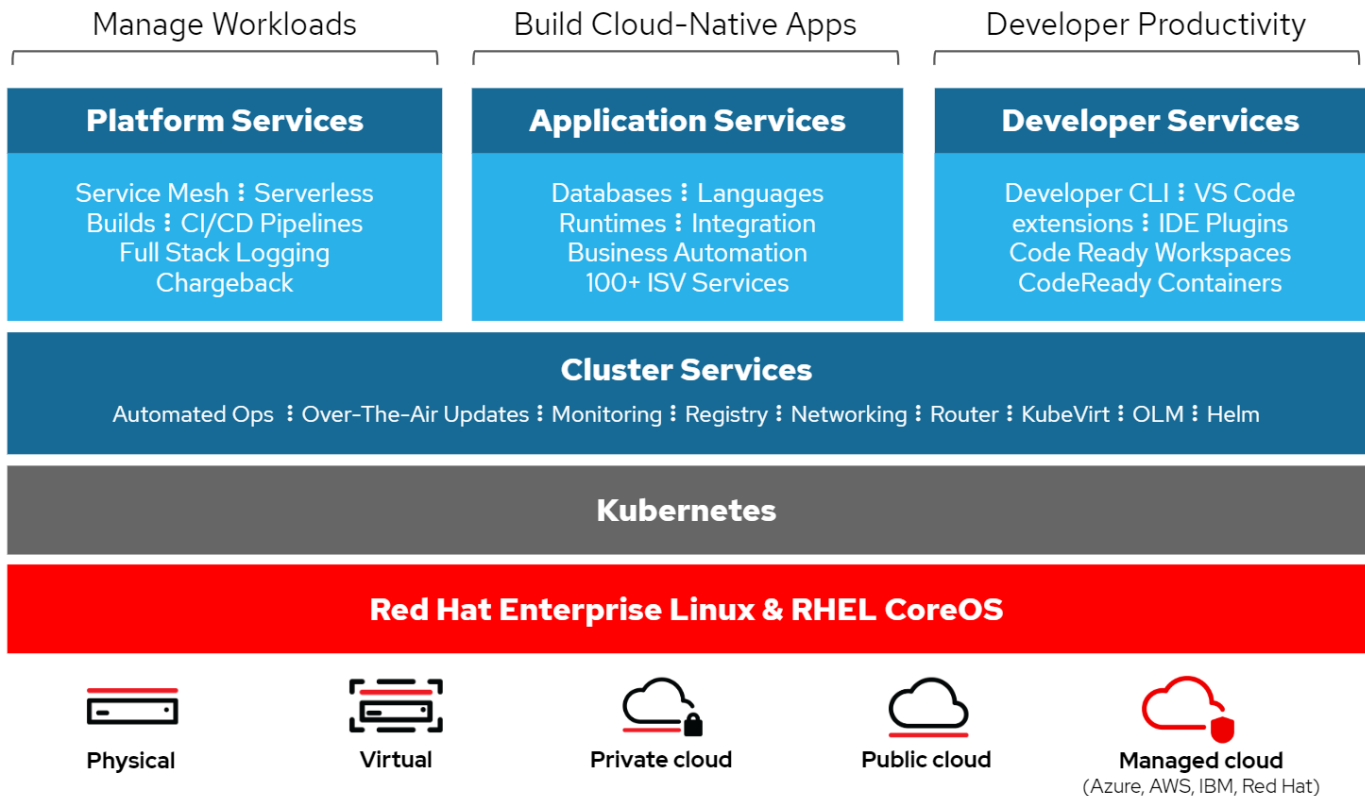 Manage Workloads
Build Cloud-Native Apps
Developer Productivity
Platform Services
Service Mesh ⁝ Serverless
Builds ⁝ CI/CD Pipelines
Full Stack Logging
Chargeback
Application Services
Databases ⁝ Languages
Runtimes ⁝ Integration
Business Automation
100+ ISV Services
Developer Services
Developer CLI ⁝ VS Code
extensions ⁝ IDE Plugins
Code Ready Workspaces
CodeReady Containers
Cluster Services
Automated Ops ⁝ Over-The-Air Updates ⁝ Monitoring ⁝ Registry ⁝ Networking ⁝ Router ⁝ KubeVirt ⁝ OLM ⁝ Helm
Kubernetes
Red Hat Enterprise Linux & RHEL CoreOS
Physical
Virtual
Private cloud
Public cloud
Managed cloud
(Azure, AWS, IBM, Red Hat)